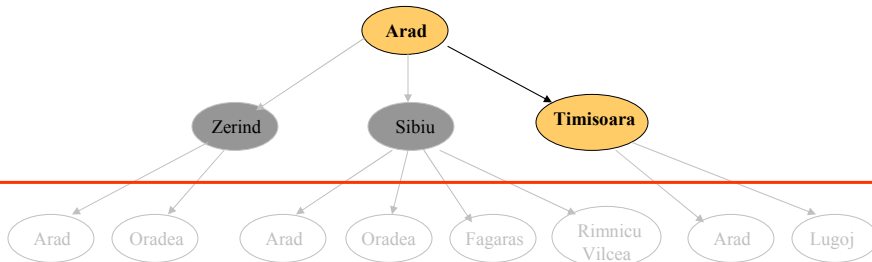 Arad
Zerind
Sibiu
Timisoara
Arad
Oradea
Arad
Oradea
Fagaras
Rimnicu
Vilcea
Arad
Lugoj